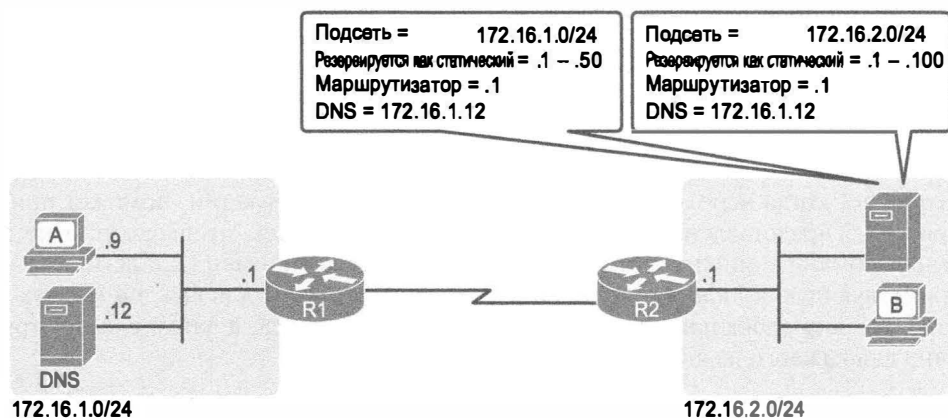 Подсеть = 172.16.1.0/24
Резервируется как статический = .1 – .50
Маршрутизатор = .1
DNS = 172.16.1.12
Подсеть = 172.16.2.0/24
Резервируется как статический = .1 – .100
Маршрутизатор = .1
DNS = 172.16.1.12
A
.9
.12
DNS
172.16.1.0/24
.1
R1
R2
.1
B
172.16.2.0/24